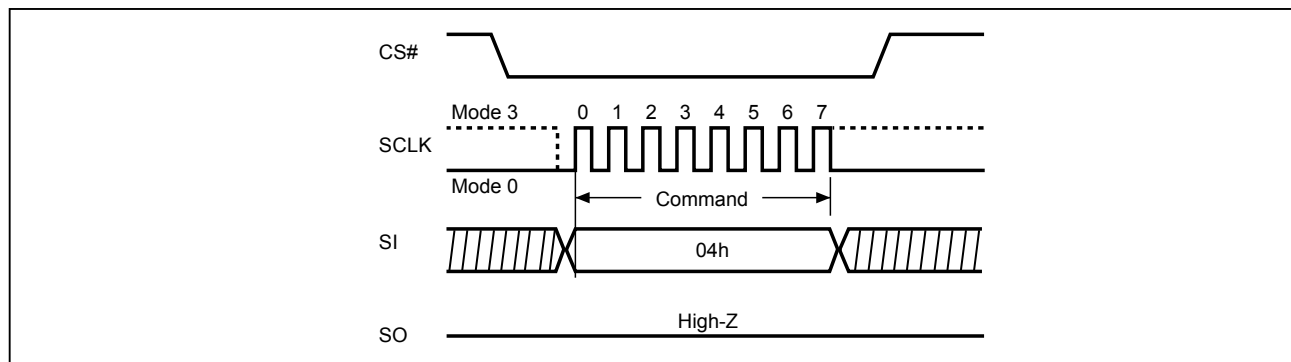 CS#
Mode 3 0 1 2 3 4 5 6 7
SCLK
Mode 0
Command
SI
04h
High-Z
SO